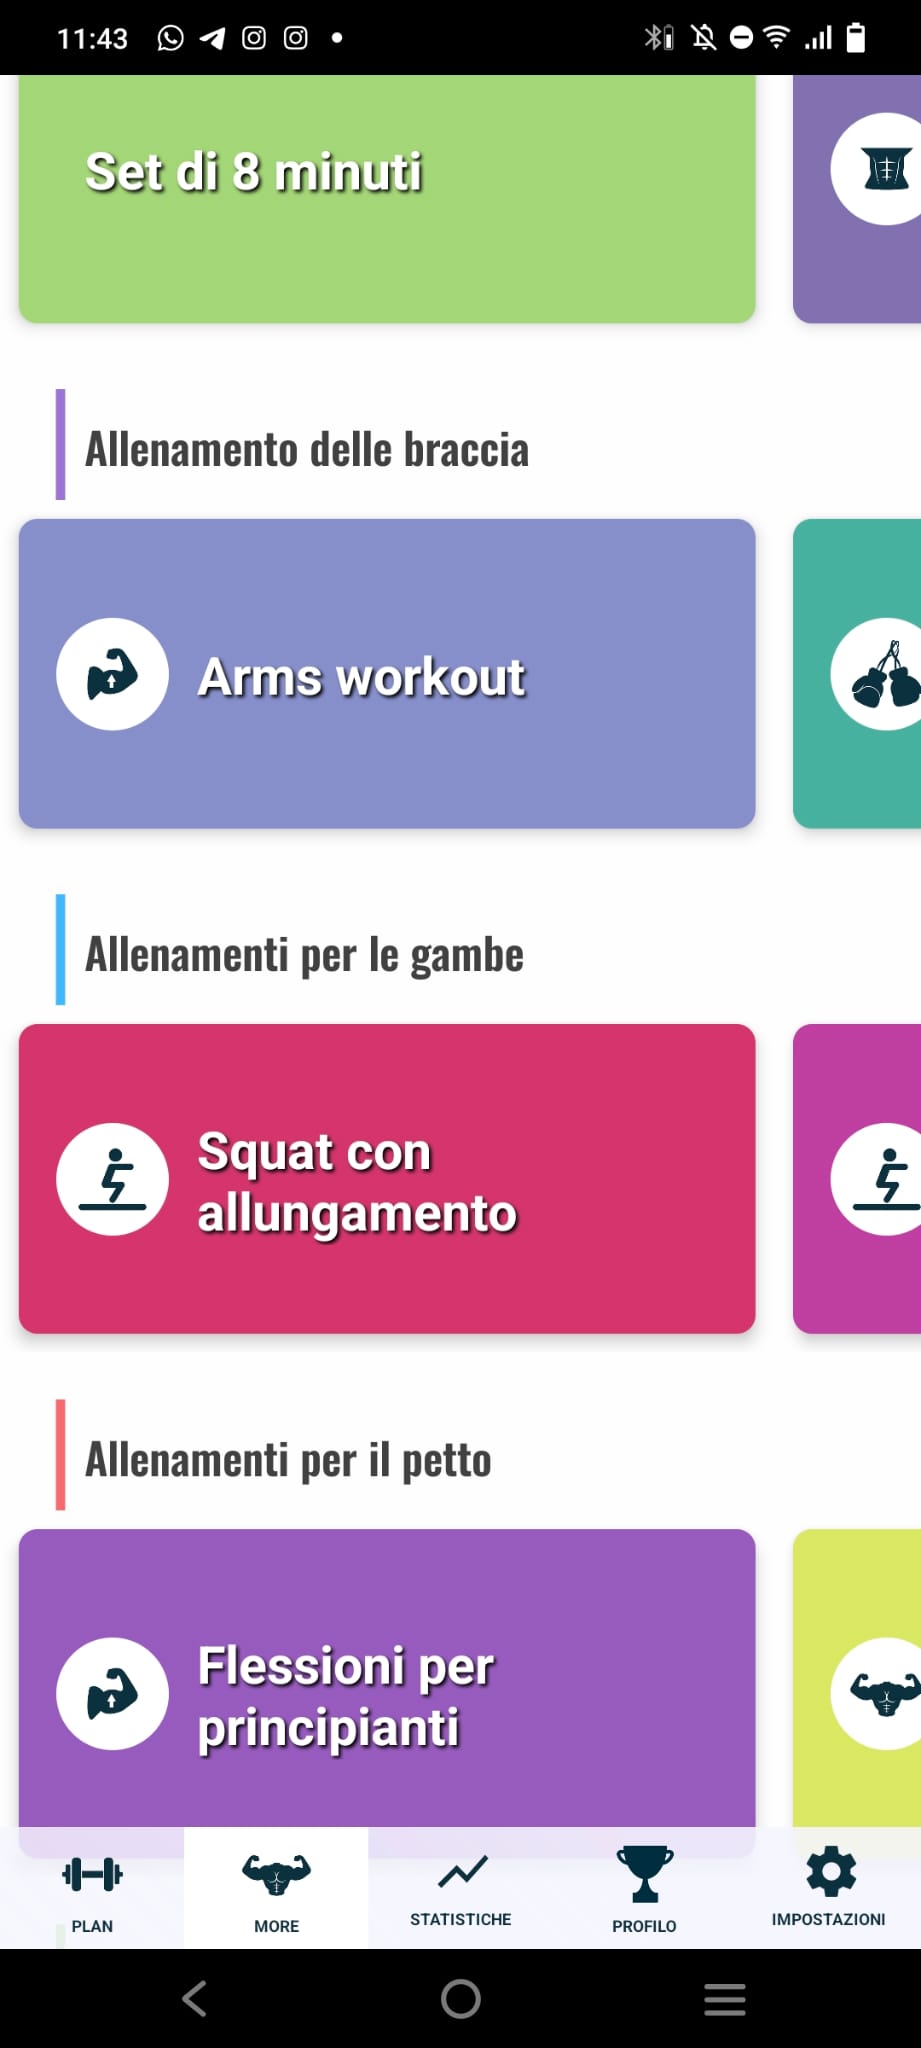 11:43
Set di 8 minuti
Allenamento delle braccia
Arms workout
Allenamenti per le gambe
Squat con
allungamento
Allenamenti per il petto
Flessioni per
principianti
PLAN
MORE
STATISTICHE
PROFILO
IMPOSTAZIONI